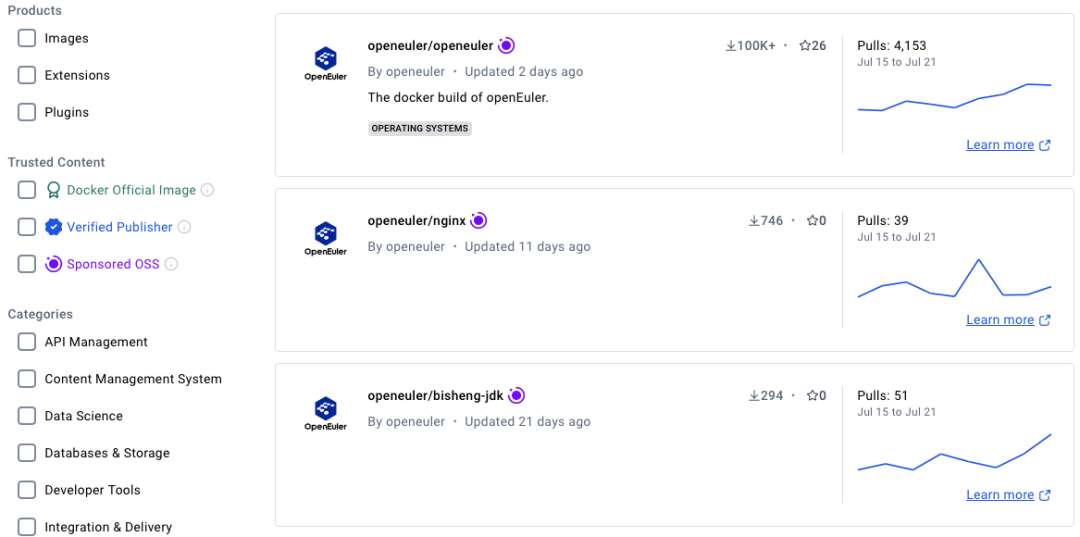 Products
Images
Extensions
Plugins
Trusted Content
Docker Official Image
Verified Publisher
Sponsored OSS
Categories
API Management
Content Management System
Data Science
Databases & Storage
Developer Tools
Integration & Delivery
OpenEuler
openeuler/openeuler
100K+ · 26
By openeuler · Updated 2 days ago
The docker build of openEuler.
OPERATING SYSTEMS
Pulls: 4,153
Jul 15 to Jul 21
Learn more
OpenEuler
openeuler/nginx
746 · 0
By openeuler · Updated 11 days ago
Pulls: 39
Jul 15 to Jul 21
Learn more
OpenEuler
openeuler/bisheng-jdk
294 · 0
By openeuler · Updated 21 days ago
Pulls: 51
Jul 15 to Jul 21
Learn more